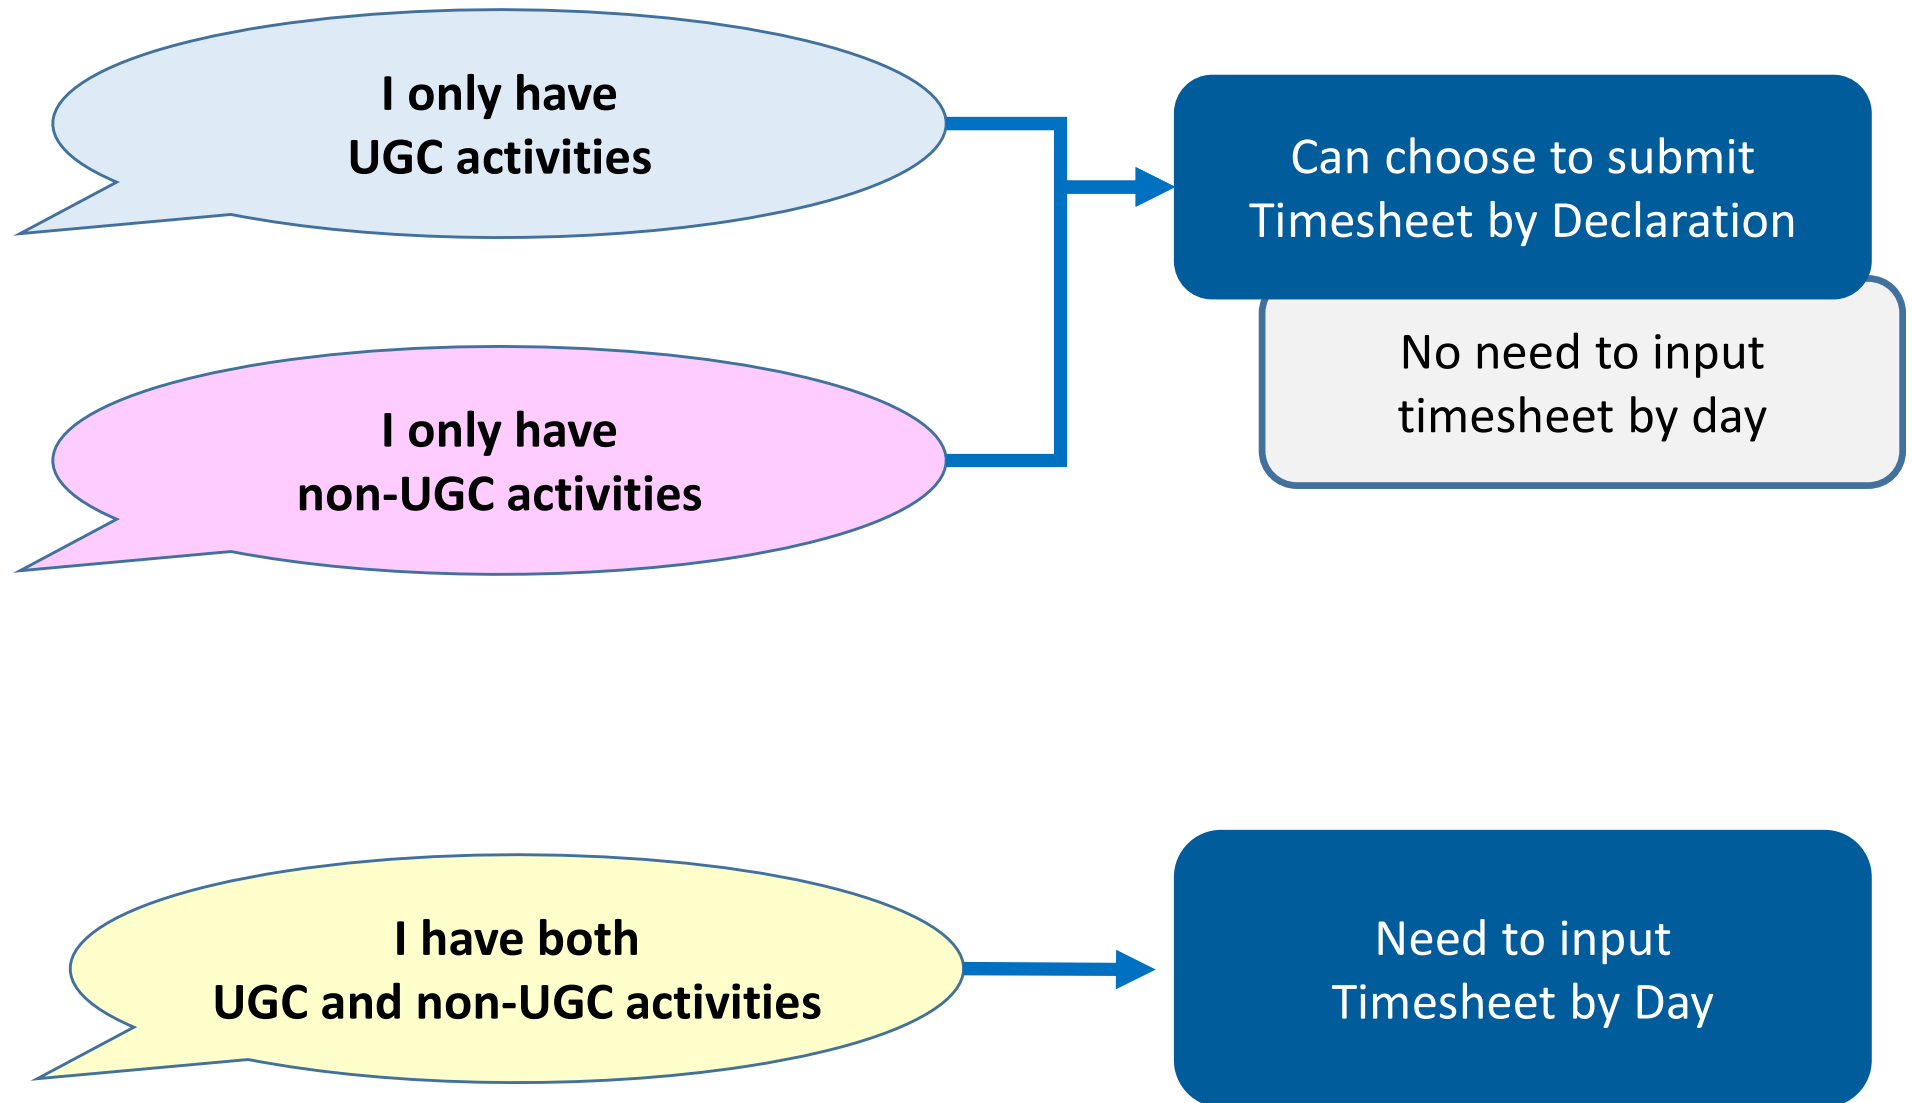 I only have
UGC activities
Can choose to submit
Timesheet by Declaration
No need to input
timesheet by day
I only have
non-UGC activities
I have both
UGC and non-UGC activities
Need to input
Timesheet by Day